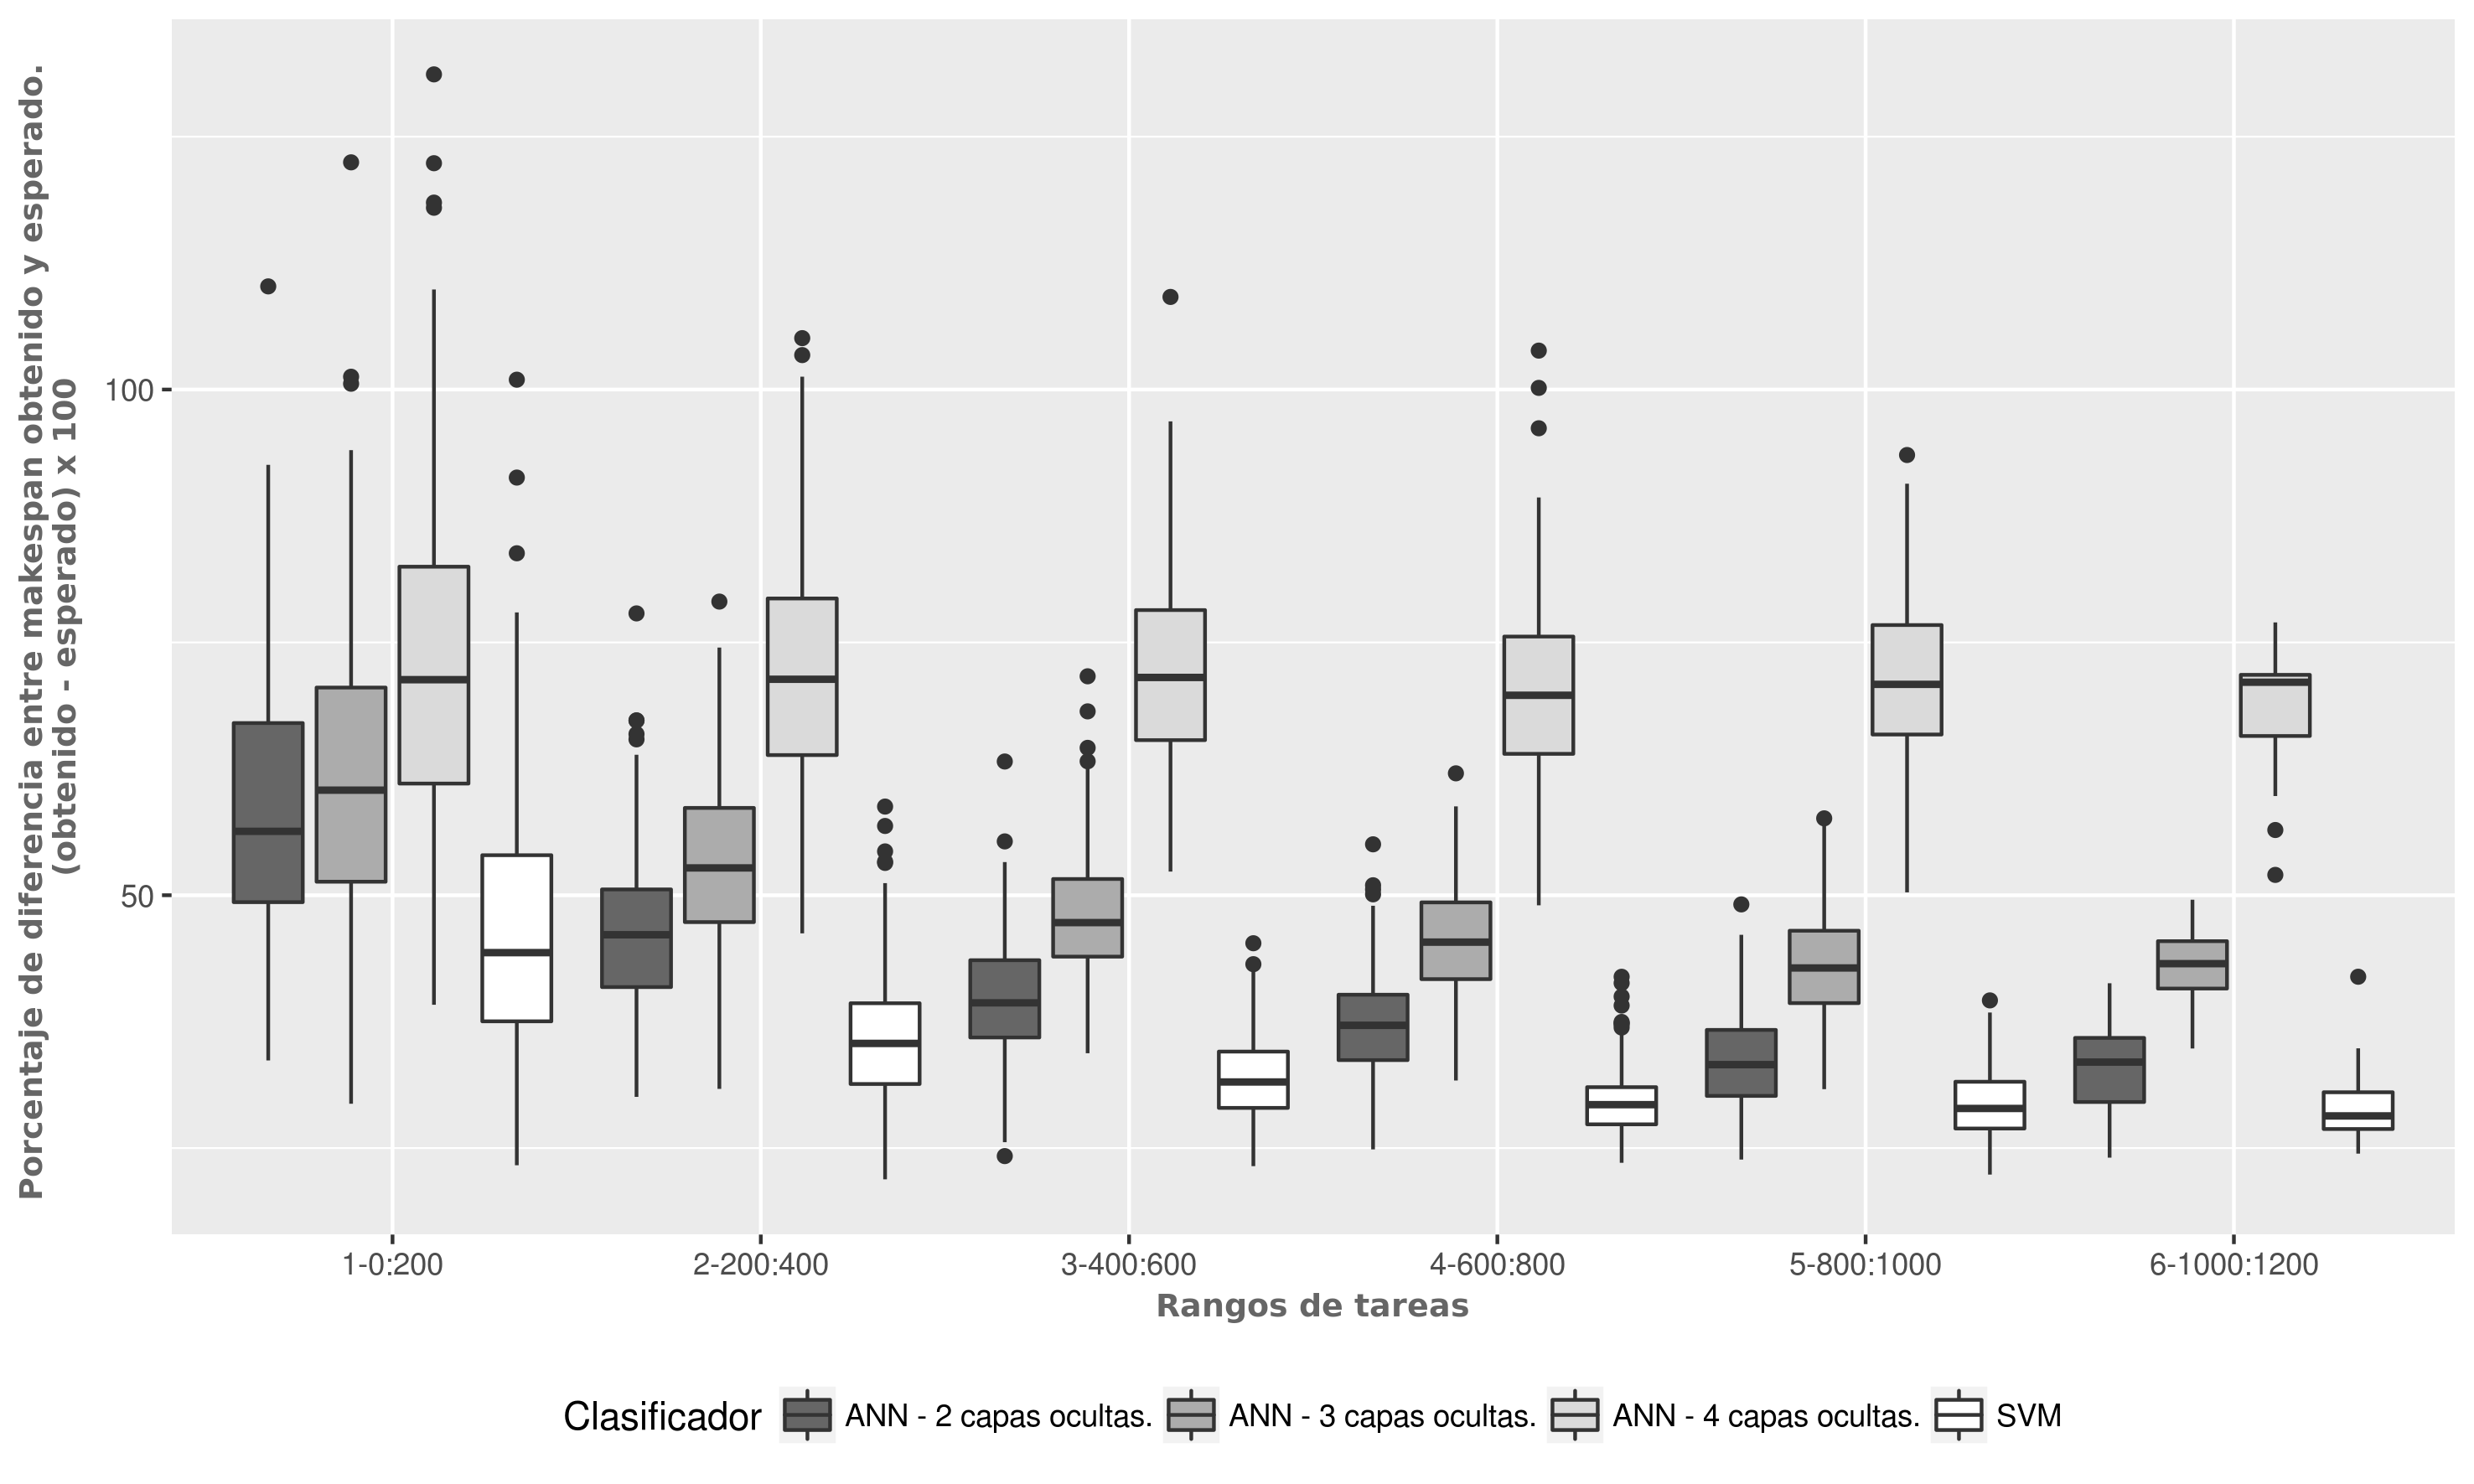 Porcentaje de diferencia entre makespan obtenido y esperado.
(obtenido - esperado) x 100
100
50
1-0:200
2-200:400
3-400:600
4-600:800
5-800:1000
6-1000:1200
Rangos de tareas
Clasificador
ANN - 2 capas ocultas.
ANN - 3 capas ocultas.
ANN - 4 capas ocultas.
SVM